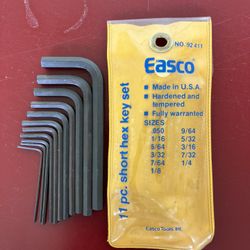 NO. 92 411
Easco®
Made in U.S.A.
Hardened and
tempered
Fully warranted
SIZES
.050 9/64
1/16 5/32
5/64 3/16
3/32 7/32
7/64 1/4
1/8
11 pc. short hex key set
Easco Tools, Inc.